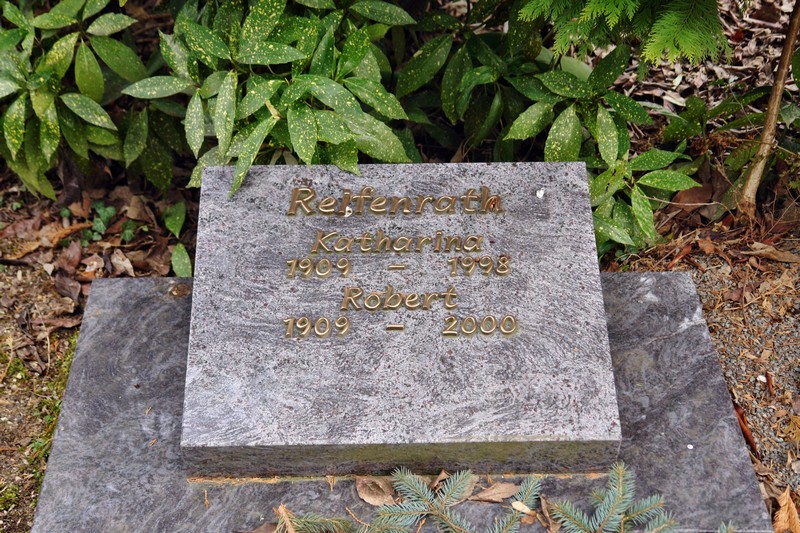 Reifenrath
Katharina
1909 – 1998
Robert
1909 – 2000